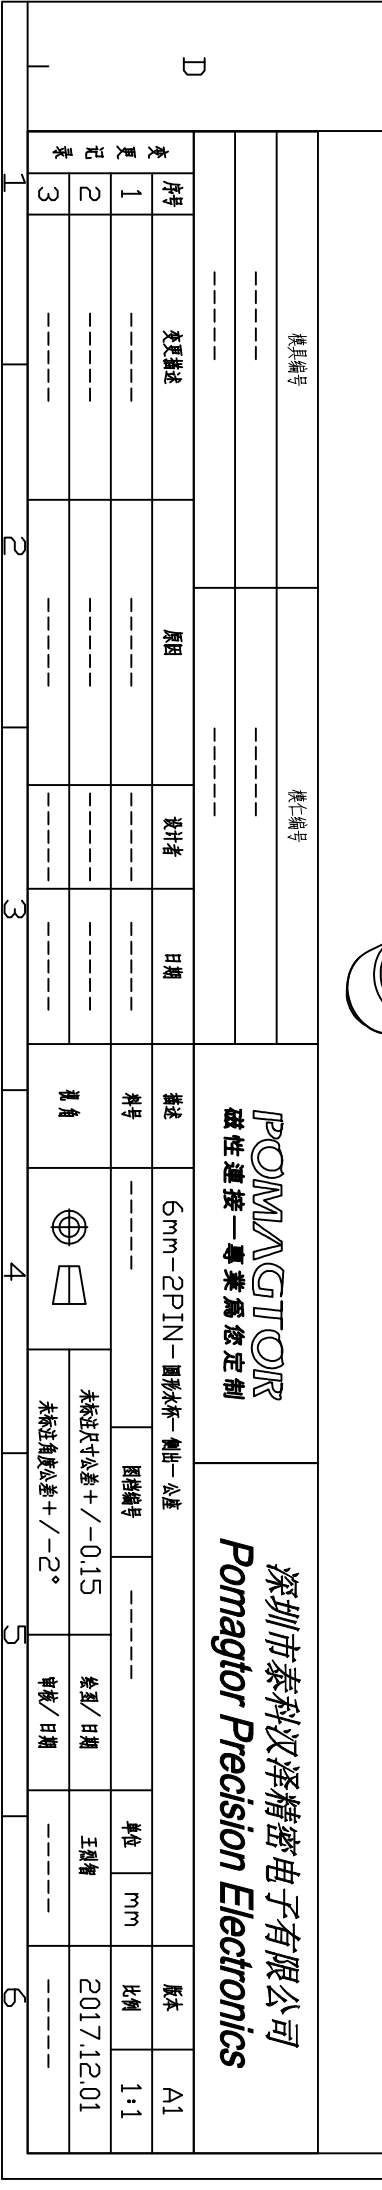 D
模具编号 模仁编号
----- -----
----- -----
POMAGTOR
磁性連接一專業爲您定制
深圳市泰科汉泽精密电子有限公司
Pomagtor Precision Electronics
变更记录
序号 变更描述 原因 设计者 日期
1 ----- ----- ----- -----
2 ----- ----- ----- -----
3 ----- ----- ----- -----
描述 6mm-2PIN-圆形水杯-侧出-公座 版本 A1
料号 ----- 图档编号 ----- 单位 mm 比例 1:1
视角 未标注尺寸公差+/-0.15 绘图/日期 王烈智 2017.12.01
未标注角度公差+/-2° 审核/日期 ----- -----
1 2 3 4 5 6